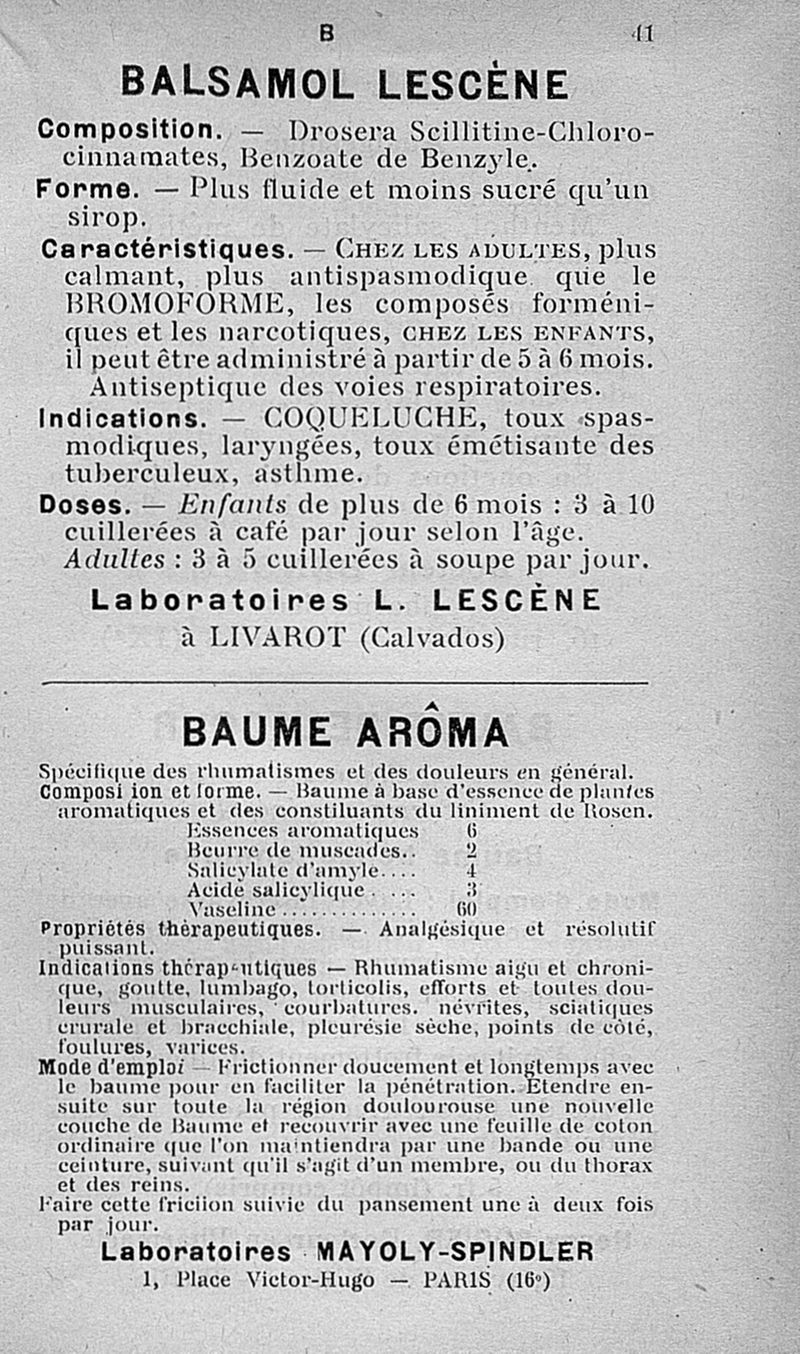 B 41
BALSAMOL LESCÈNE
Composition. — Drosera Scillitine-Chloro-
cinnamates, Benzoate de Benzyle.
Forme. — Plus fluide et moins sucré qu'un
sirop.
Caractéristiques. — CHEZ LES ADULTES, plus
calmant, plus antispasmodique que le
BROMOFORME, les composés forméni-
ques et les narcotiques, CHEZ LES ENFANTS,
il peut être administré à partir de 5 à 6 mois.
Antiseptique des voies respiratoires.
Indications. — COQUELUCHE, toux spas-
modiques, laryngées, toux émétisante des
tuberculeux, asthme.
Doses. — Enfants de plus de 6 mois : 3 à 10
cuillerées à café par jour selon l'âge.
Adultes : 3 à 5 cuillerées à soupe par jour.
Laboratoires L. LESCÈNE
à LIVAROT (Calvados)
BAUME ARÔMA
Spécifique des rhumatismes et des douleurs en général.
Composi ion et forme. — Baume à base d'essence de plantes
aromatiques et des constiluants du liniment de Rosen.
Essences aromatiques 6
Beurre de muscades.. 2
Salicylate d'amyle.... 4
Acide salicylique .... 3
Vaseline .............. 60
Propriétés thérapeutiques. — Analgésique et résolutif
puissant.
Indications thérapeutiques — Rhumatisme aigu et chroni-
que, goutte, lumbago, torticolis, efforts et toutes dou-
leurs musculaires, courbatures. névrites, sciatiques
crurale et bracchiale, pleurésie sèche, points de côté,
foulures, varices.
Mode d'emploi — Frictionner doucement et longtemps avec
le baume pour en faciliter la pénétration. Etendre en-
suite sur toute la région doulourouse une nouvelle
couche de Baume et recouvrir avec une feuille de coton
ordinaire que l'on maintiendra par une bande ou une
ceinture, suivant qu'il s'agit d'un membre, ou du thorax
et des reins.
Faire cette friciion suivie du pansement une à deux fois
par jour.
Laboratoires MAYOLY-SPINDLER
1, Place Victor-Hugo — PARIS (16e)